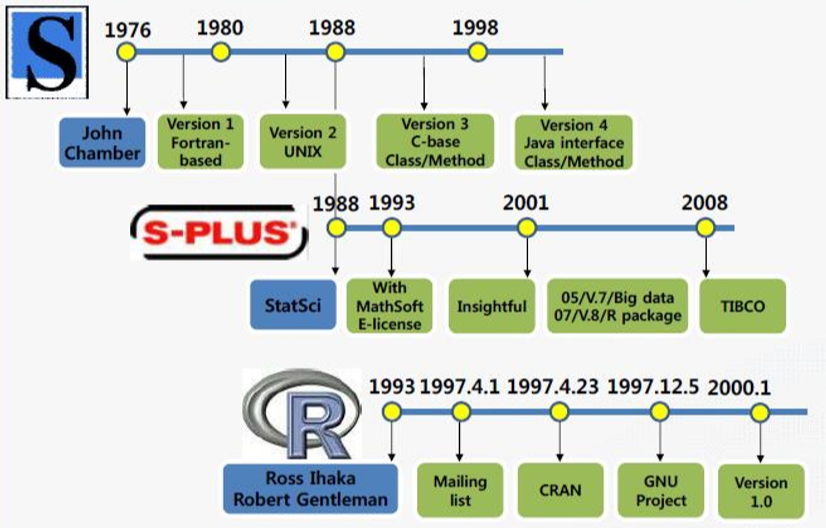 S
1976 1980 1988 1998
John
Chamber
Version 1
Fortran-
based
Version 2
UNIX
Version 3
C-base
Class/Method
Version 4
Java interface
Class/Method
S-PLUS
1988 1993 2001 2008
StatSci
With
MathSoft
E-license
Insightful
05/V.7/Big data
07/V.8/R package
TIBCO
R
1993 1997.4.1 1997.4.23 1997.12.5 2000.1
Ross Ihaka
Robert Gentleman
Mailing
list
CRAN
GNU
Project
Version
1.0